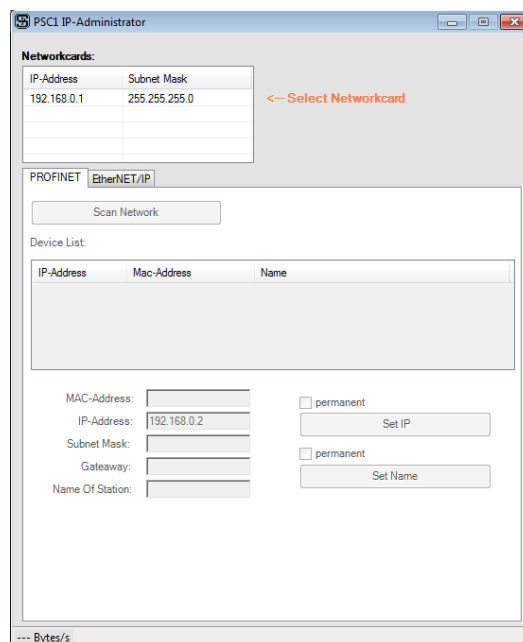 PSC1 IP-Administrator
Networkcards:
IP-Address Subnet Mask
192.168.0.1 255.255.255.0 <-- Select Networkcard
PROFINET EtherNET/IP
Scan Network
Device List:
IP-Address Mac-Address Name
MAC-Address:
permanent
IP-Address: 192.168.0.2 Set IP
Subnet Mask:
permanent
Gateaway:
Set Name
Name Of Station:
--- Bytes/s